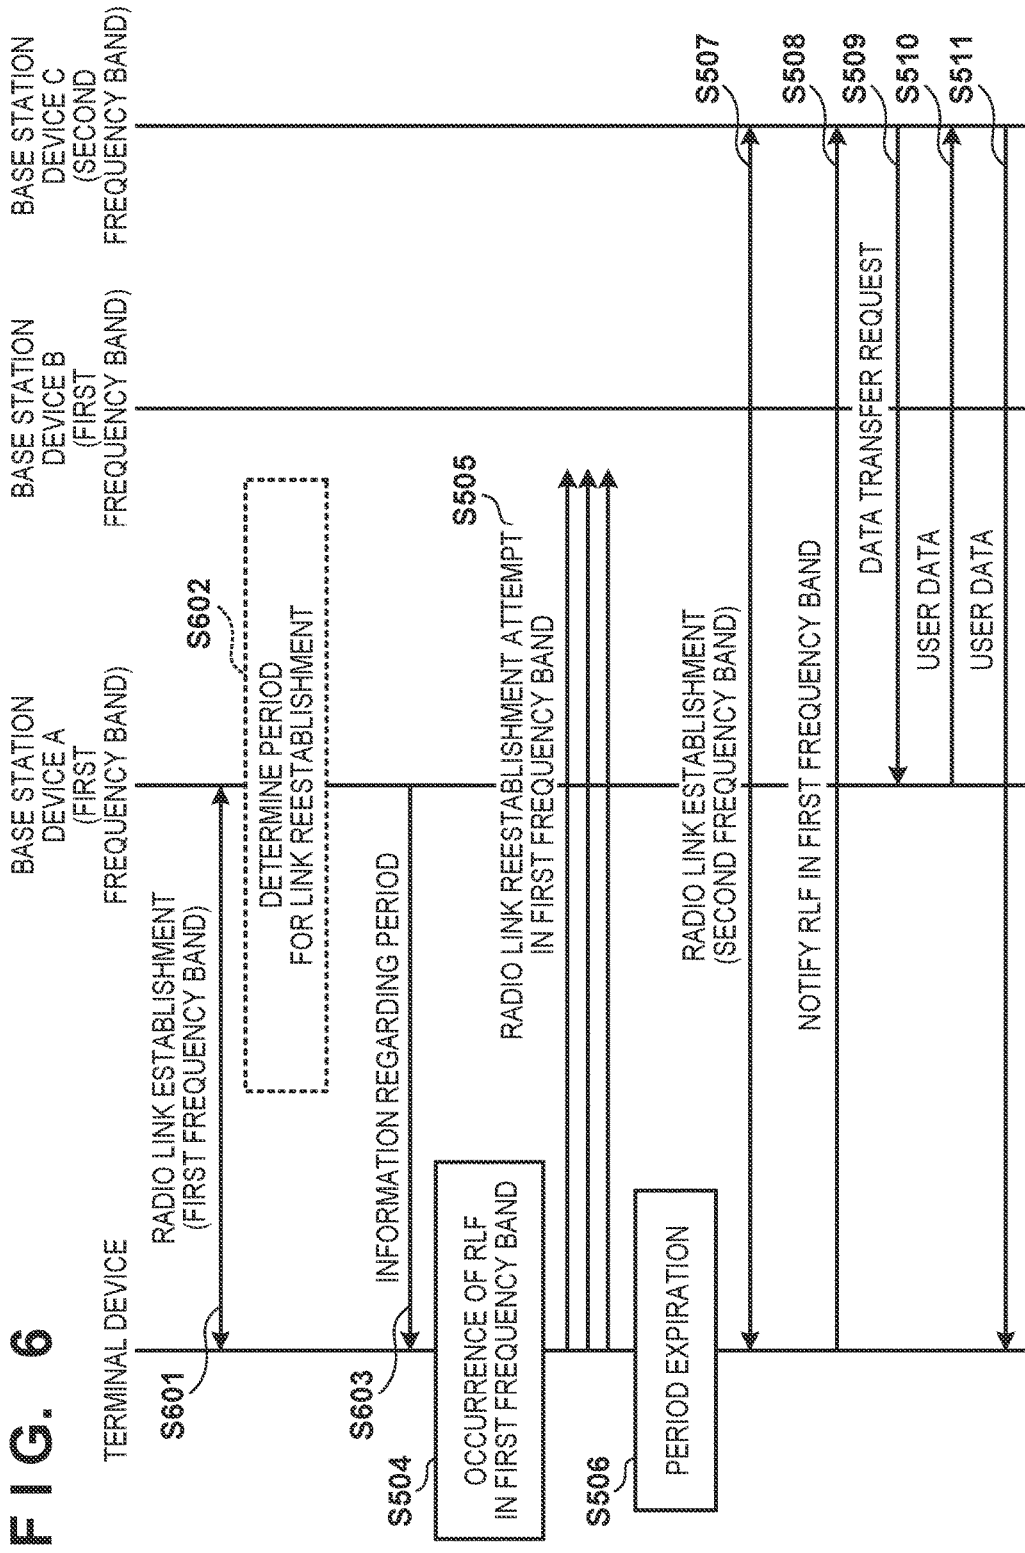 FIG. 6
TERMINAL DEVICE
BASE STATION
DEVICE A
(FIRST
FREQUENCY BAND)
BASE STATION
DEVICE B
(FIRST
FREQUENCY BAND)
BASE STATION
DEVICE C
(SECOND
FREQUENCY BAND)
S601
RADIO LINK ESTABLISHMENT
(FIRST FREQUENCY BAND)
S602
DETERMINE PERIOD
FOR LINK REESTABLISHMENT
S603
INFORMATION REGARDING PERIOD
S504
OCCURRENCE OF RLF
IN FIRST FREQUENCY BAND
S505
RADIO LINK REESTABLISHMENT ATTEMPT
IN FIRST FREQUENCY BAND
S506
PERIOD EXPIRATION
RADIO LINK ESTABLISHMENT
(SECOND FREQUENCY BAND)
S507
NOTIFY RLF IN FIRST FREQUENCY BAND
S508
DATA TRANSFER REQUEST
S509
USER DATA
S510
USER DATA
S511